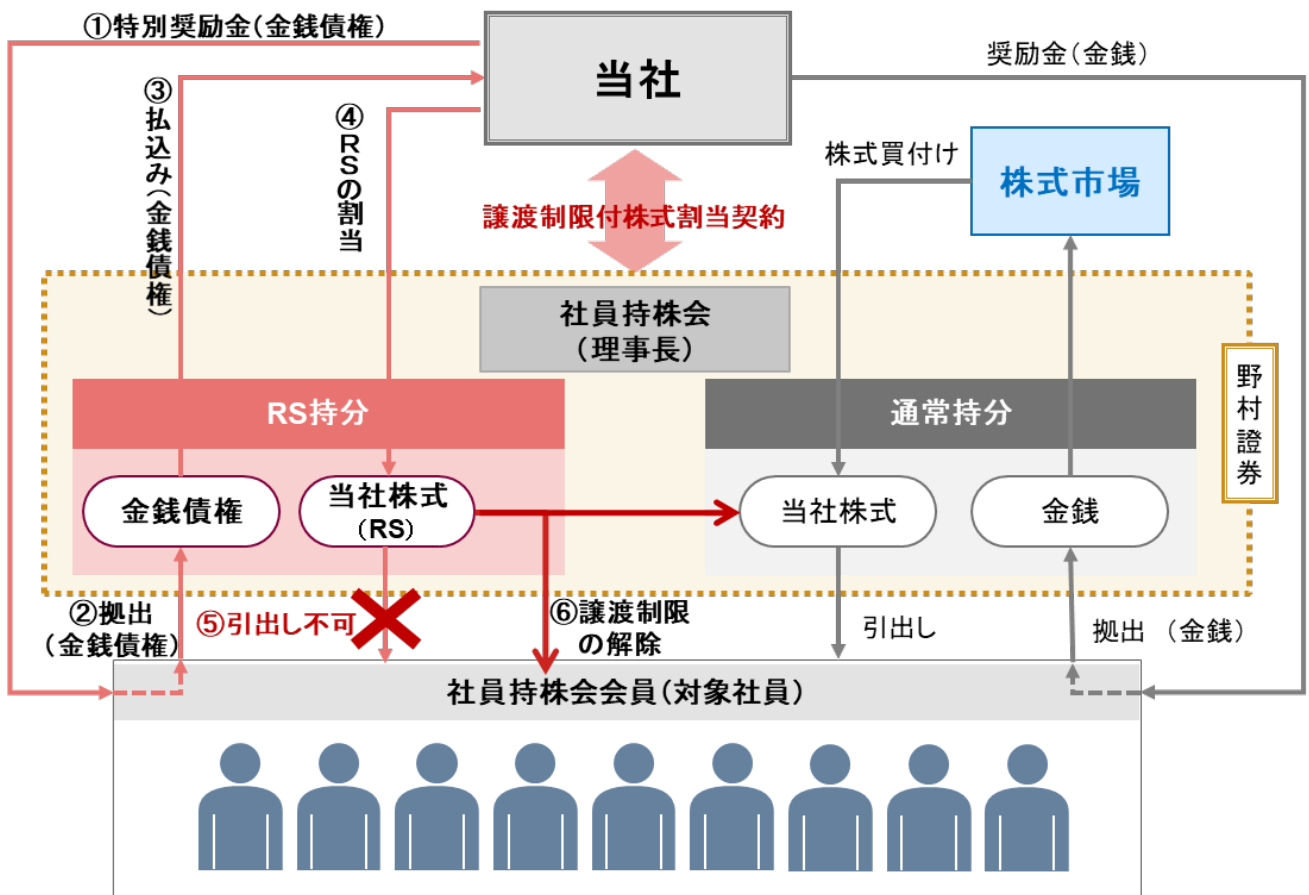 ①特別奨励金(金銭債権)
当社
奨励金(金銭)
③払込み(金銭債権)
④RSの割当
株式買付け
株式市場
譲渡制限付株式割当契約
社員持株会
(理事長)
野村證券
RS持分
通常持分
金銭債権
当社株式
(RS)
当社株式
金銭
②拠出
(金銭債権)
⑤引出し不可
⑥譲渡制限
の解除
引出し
拠出 (金銭)
社員持株会会員(対象社員)